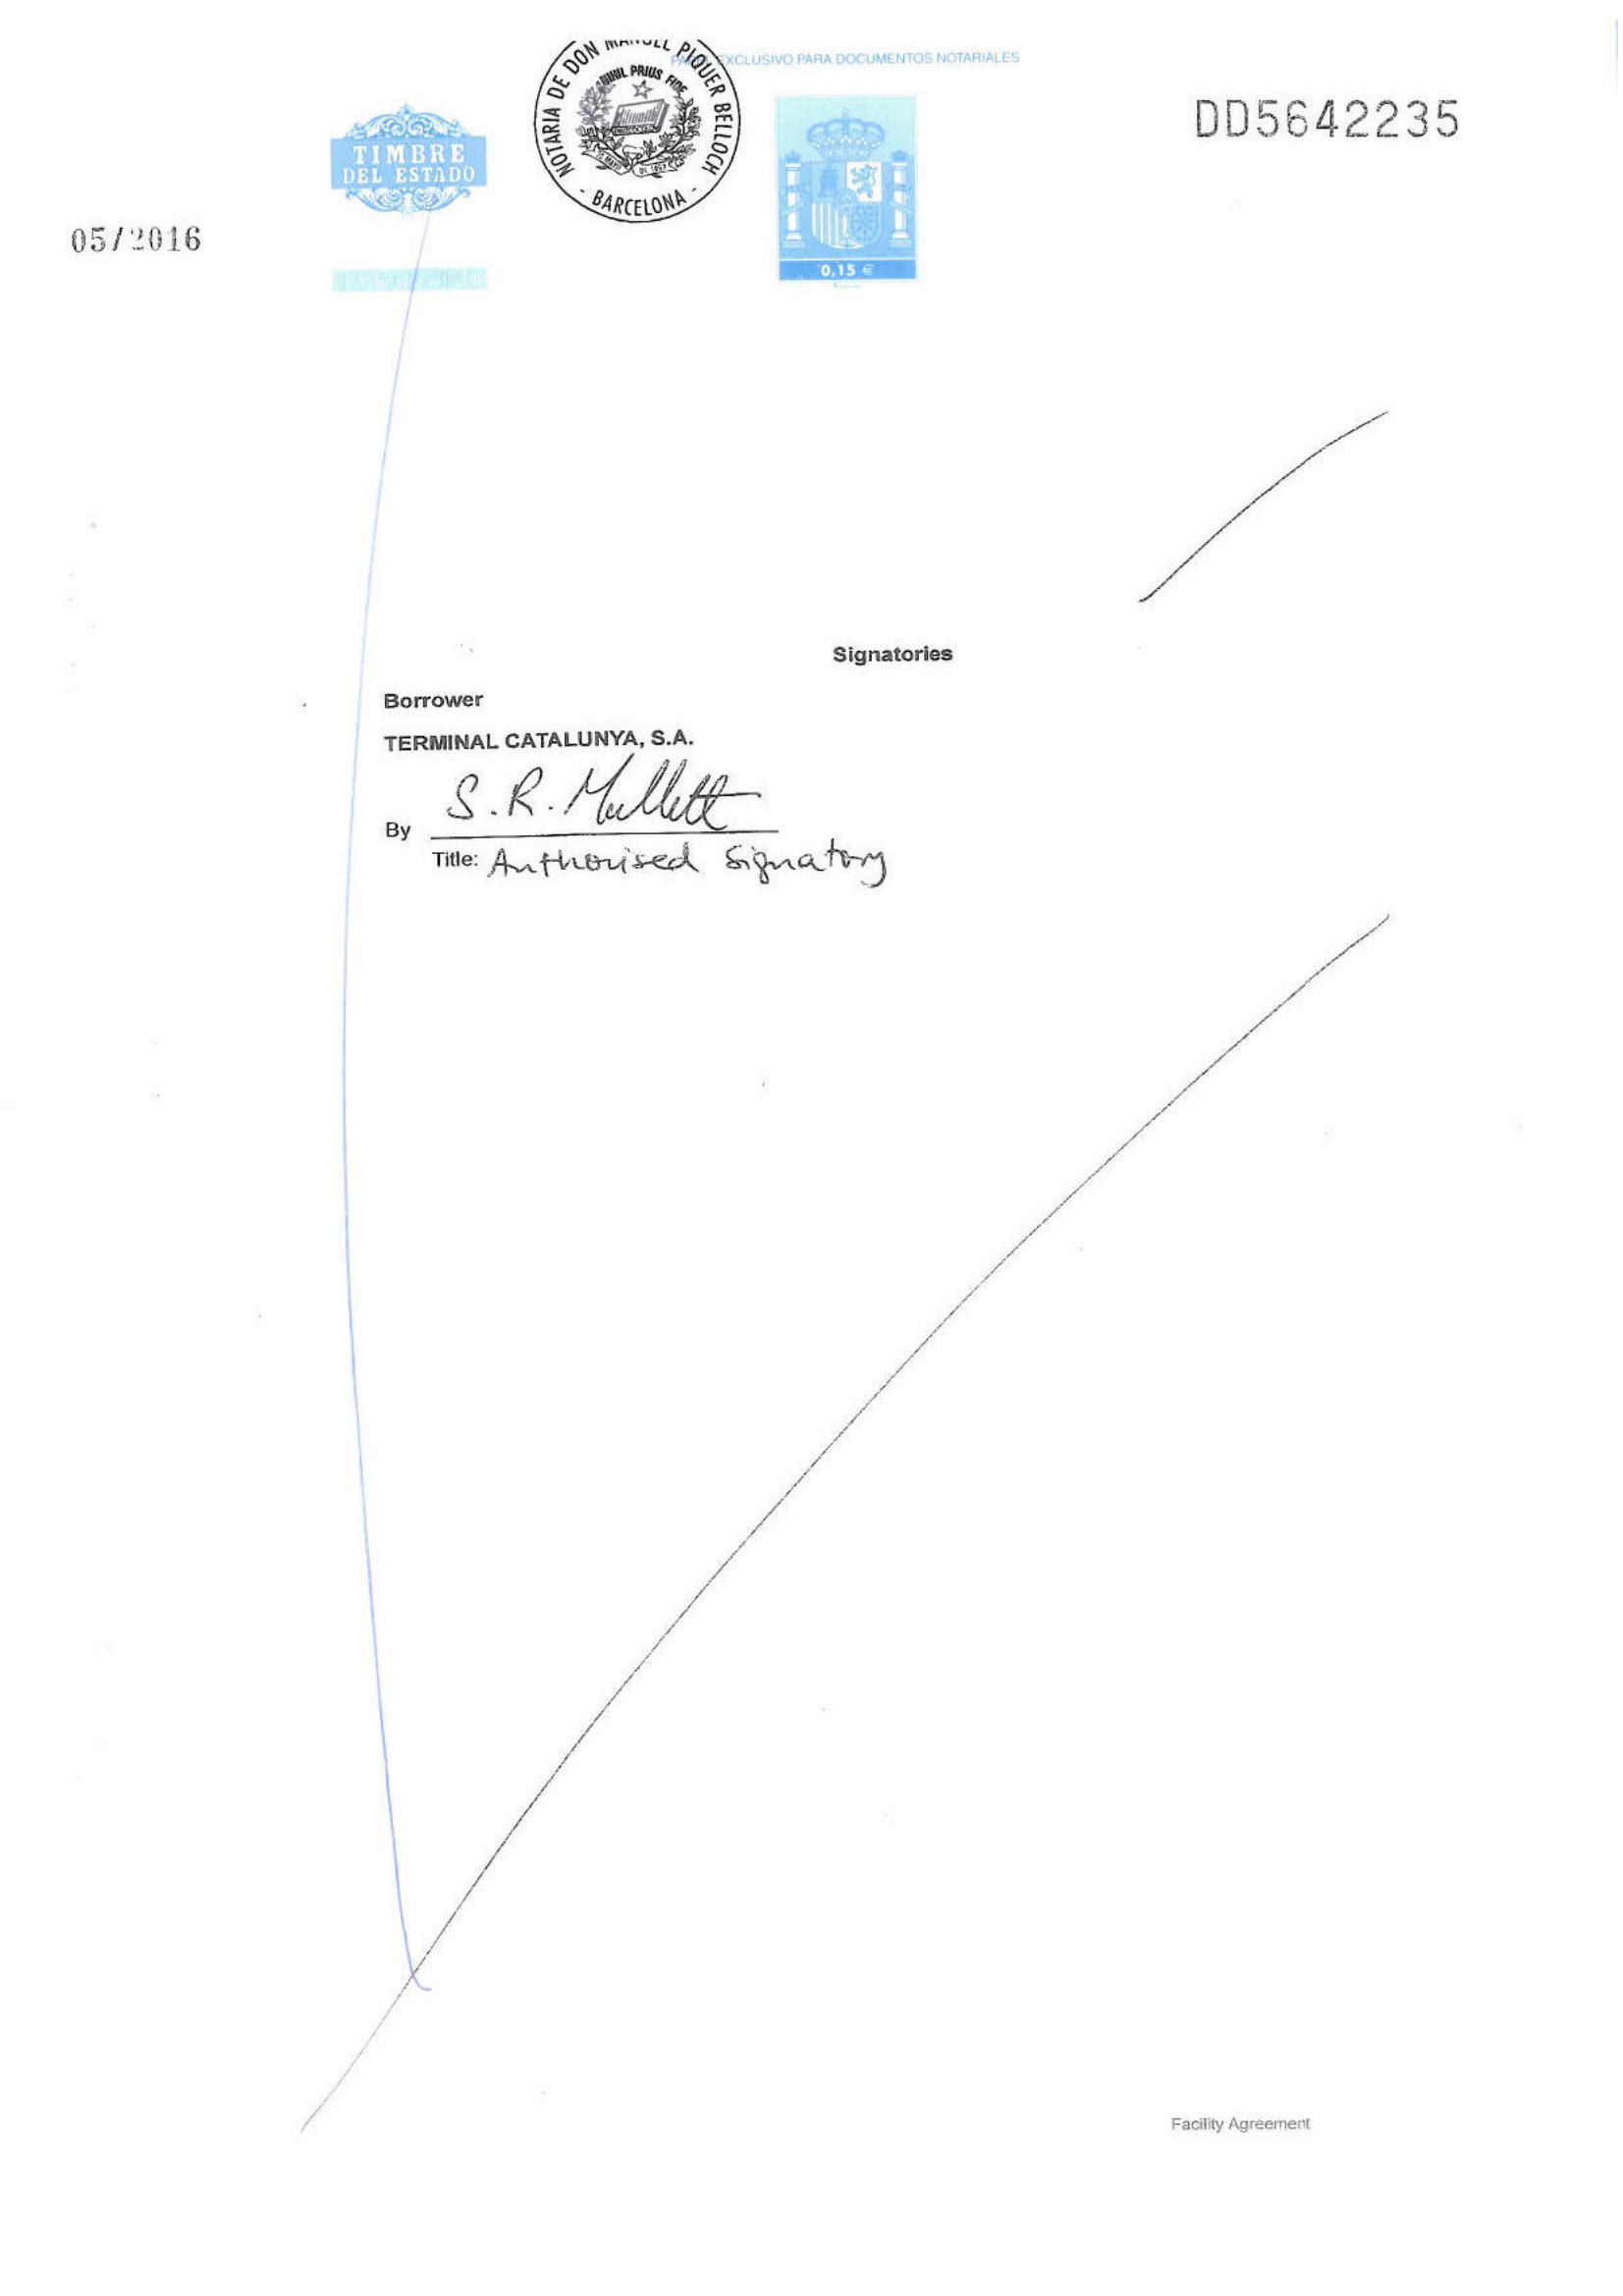 PAPEL EXCLUSIVO PARA DOCUMENTOS NOTARIALES
NOTARIA DE DON MANUEL PIQUER BELLOCH
NIHIL PRIUS FIDE
- BARCELONA -
TIMBRE
DEL ESTADO
DD5642235
05/2016
0,15 €
Signatories
Borrower
TERMINAL CATALUNYA, S.A.
S.R. Mullett
By
Title: Authorised Signatory
Facility Agreement